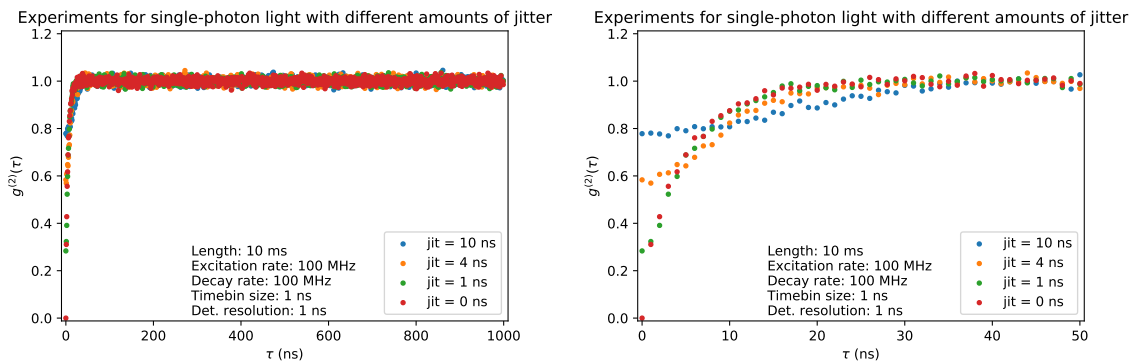 Experiments for single-photon light with different amounts of jitter
1.2
1.0
0.8
0.6
0.4
0.2
0.0
g⁽²⁾(τ)
Length: 10 ms
Excitation rate: 100 MHz
Decay rate: 100 MHz
Timebin size: 1 ns
Det. resolution: 1 ns
jit = 10 ns
jit = 4 ns
jit = 1 ns
jit = 0 ns
0 200 400 600 800 1000
τ (ns)
Experiments for single-photon light with different amounts of jitter
1.2
1.0
0.8
0.6
0.4
0.2
0.0
g⁽²⁾(τ)
Length: 10 ms
Excitation rate: 100 MHz
Decay rate: 100 MHz
Timebin size: 1 ns
Det. resolution: 1 ns
jit = 10 ns
jit = 4 ns
jit = 1 ns
jit = 0 ns
0 10 20 30 40 50
τ (ns)